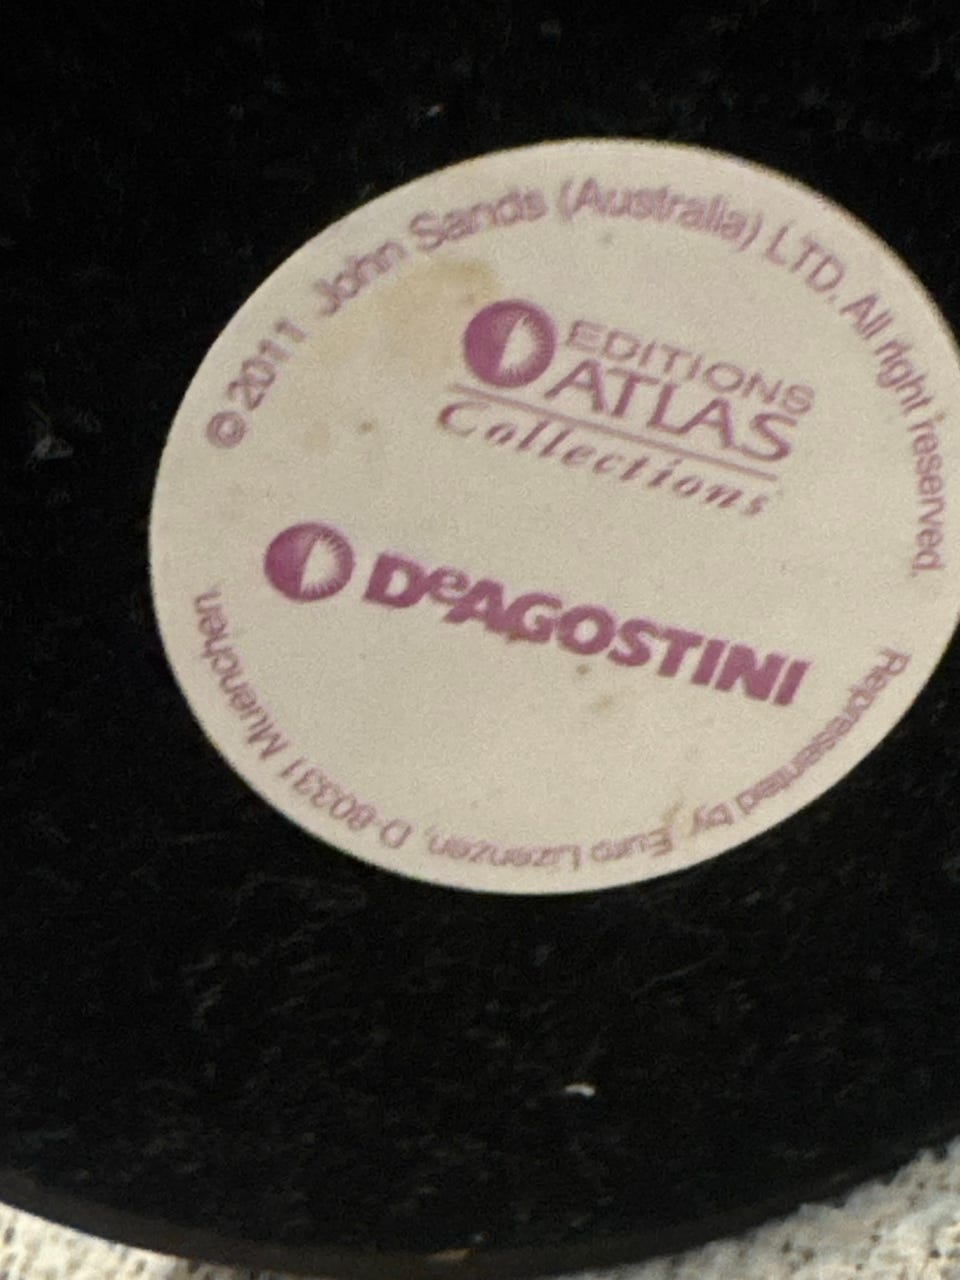 © 2011 John Sands (Australia) LTD. All right reserved.
EDITIONS
ATLAS
Collections
DeAGOSTINI
Represented by Euro Lizenzen, D-80331 Muenchen